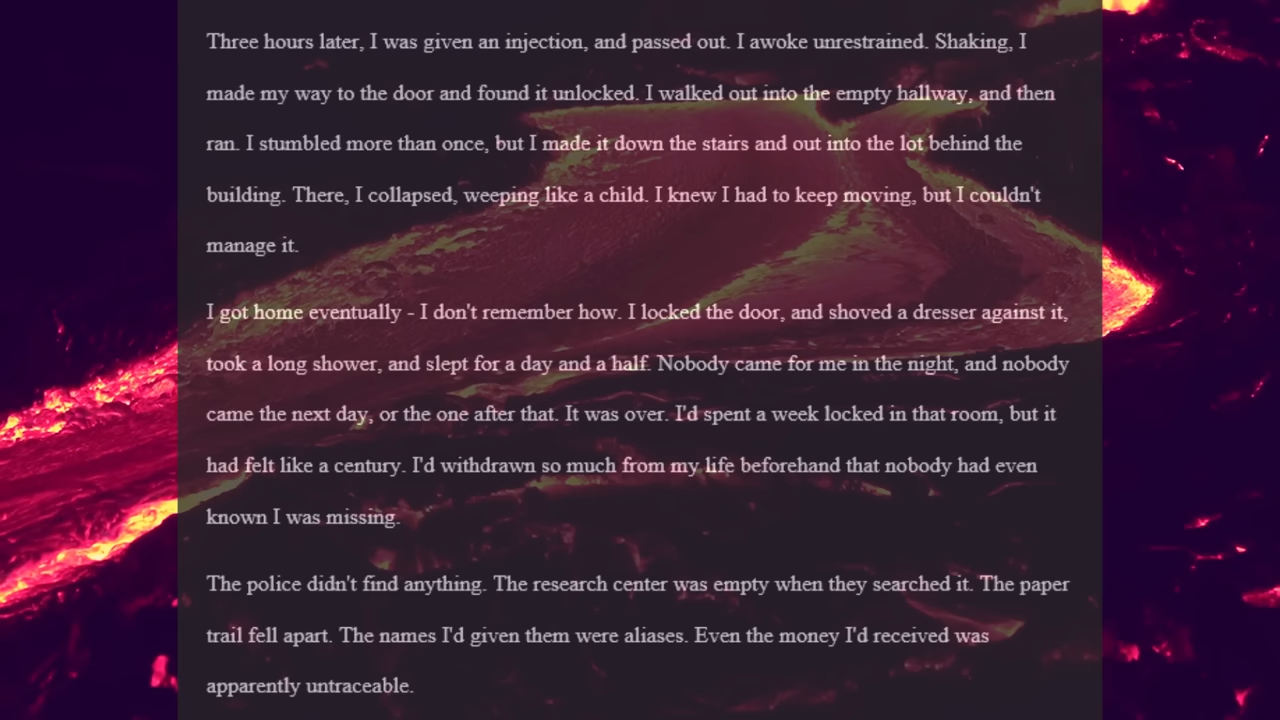 Three hours later, I was given an injection, and passed out. I awoke unrestrained. Shaking, I
made my way to the door and found it unlocked. I walked out into the empty hallway, and then
ran. I stumbled more than once, but I made it down the stairs and out into the lot behind the
building. There, I collapsed, weeping like a child. I knew I had to keep moving, but I couldn't
manage it.
I got home eventually - I don't remember how. I locked the door, and shoved a dresser against it,
took a long shower, and slept for a day and a half. Nobody came for me in the night, and nobody
came the next day, or the one after that. It was over. I'd spent a week locked in that room, but it
had felt like a century. I'd withdrawn so much from my life beforehand that nobody had even
known I was missing.
The police didn't find anything. The research center was empty when they searched it. The paper
trail fell apart. The names I'd given them were aliases. Even the money I'd received was
apparently untraceable.